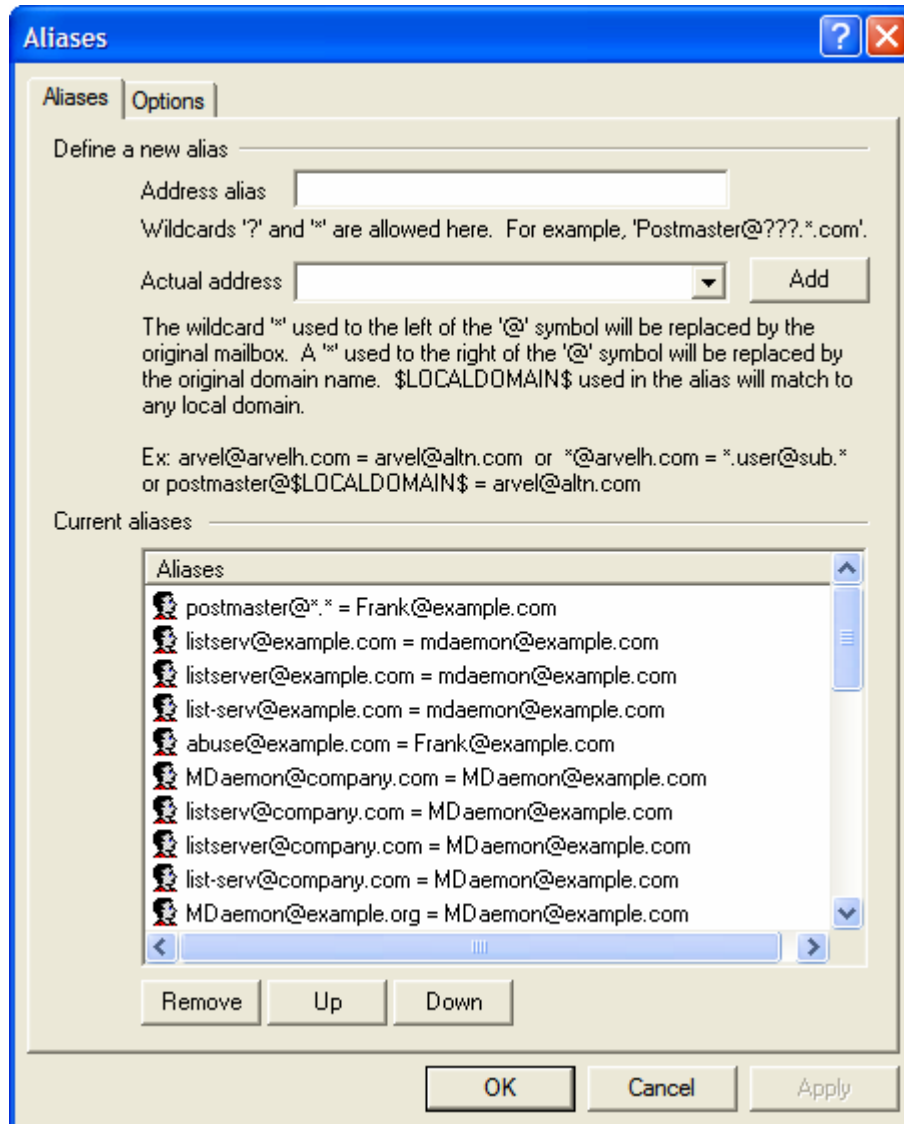 Aliases
Aliases
Options
Define a new alias
Address alias
Wildcards '?' and '*' are allowed here.  For example, 'Postmaster@???.*.com'.
Actual address
Add
The wildcard '*' used to the left of the '@' symbol will be replaced by the
original mailbox.  A '*' used to the right of the '@' symbol will be replaced by
the original domain name.  $LOCALDOMAIN$ used in the alias will match to
any local domain.
Ex: arvel@arvelh.com = arvel@altn.com  or  *@arvelh.com = *.user@sub.*
or postmaster@$LOCALDOMAIN$ = arvel@altn.com
Current aliases
Aliases
postmaster@*.* = Frank@example.com
listserv@example.com = mdaemon@example.com
listserver@example.com = mdaemon@example.com
list-serv@example.com = mdaemon@example.com
abuse@example.com = Frank@example.com
MDaemon@company.com = MDaemon@example.com
listserv@company.com = MDaemon@example.com
listserver@company.com = MDaemon@example.com
list-serv@company.com = MDaemon@example.com
MDaemon@example.org = MDaemon@example.com
Remove
Up
Down
OK
Cancel
Apply